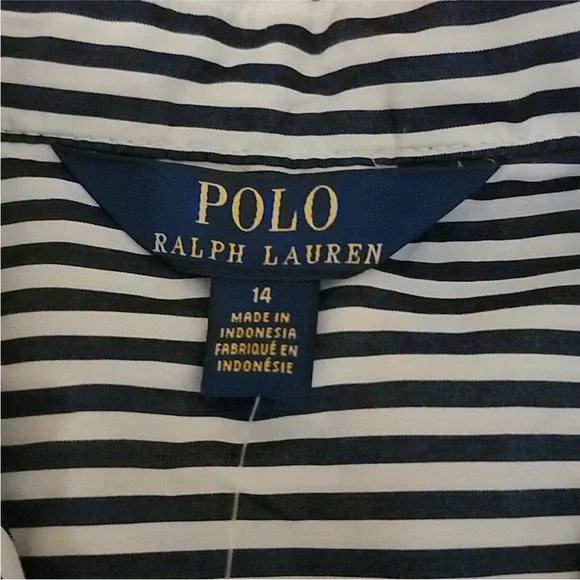 POLO
RALPH LAUREN
14
MADE IN
INDONESIA
FABRIQUÉ EN
INDONÉSIE